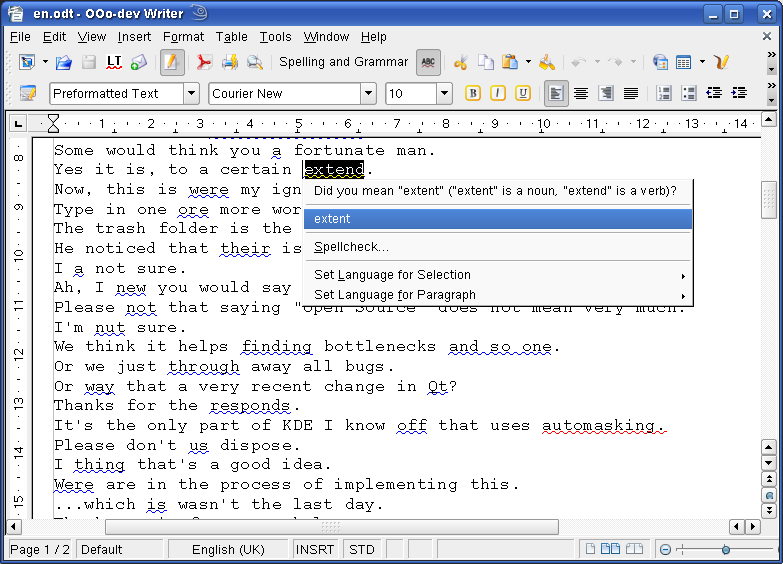 en.odt - OOo-dev Writer
File Edit View Insert Format Table Tools Window Help
LT Spelling and Grammar ABC
Preformatted Text Courier New 10 B I U
1 2 3 4 5 6 7 8 9 10 11 12 13 14
8
9
10
11
12
13
14
15
Some would think you a fortunate man.
Yes it is, to a certain extend.
Now, this is were my ign
Type in one ore more wor
The trash folder is the
He noticed that their is
I a not sure.
Ah, I new you would say
Please not that saying "Open Source" does not mean very much.
I'm nut sure.
We think it helps finding bottlenecks and so one.
Or we just through away all bugs.
Or way that a very recent change in Qt?
Thanks for the responds.
It's the only part of KDE I know off that uses automasking.
Please don't us dispose.
I thing that's a good idea.
Were are in the process of implementing this.
...which is wasn't the last day.
Did you mean "extent" ("extent" is a noun, "extend" is a verb)?
extent
Spellcheck...
Set Language for Selection
Set Language for Paragraph
Page 1 / 2 Default English (UK) INSRT STD